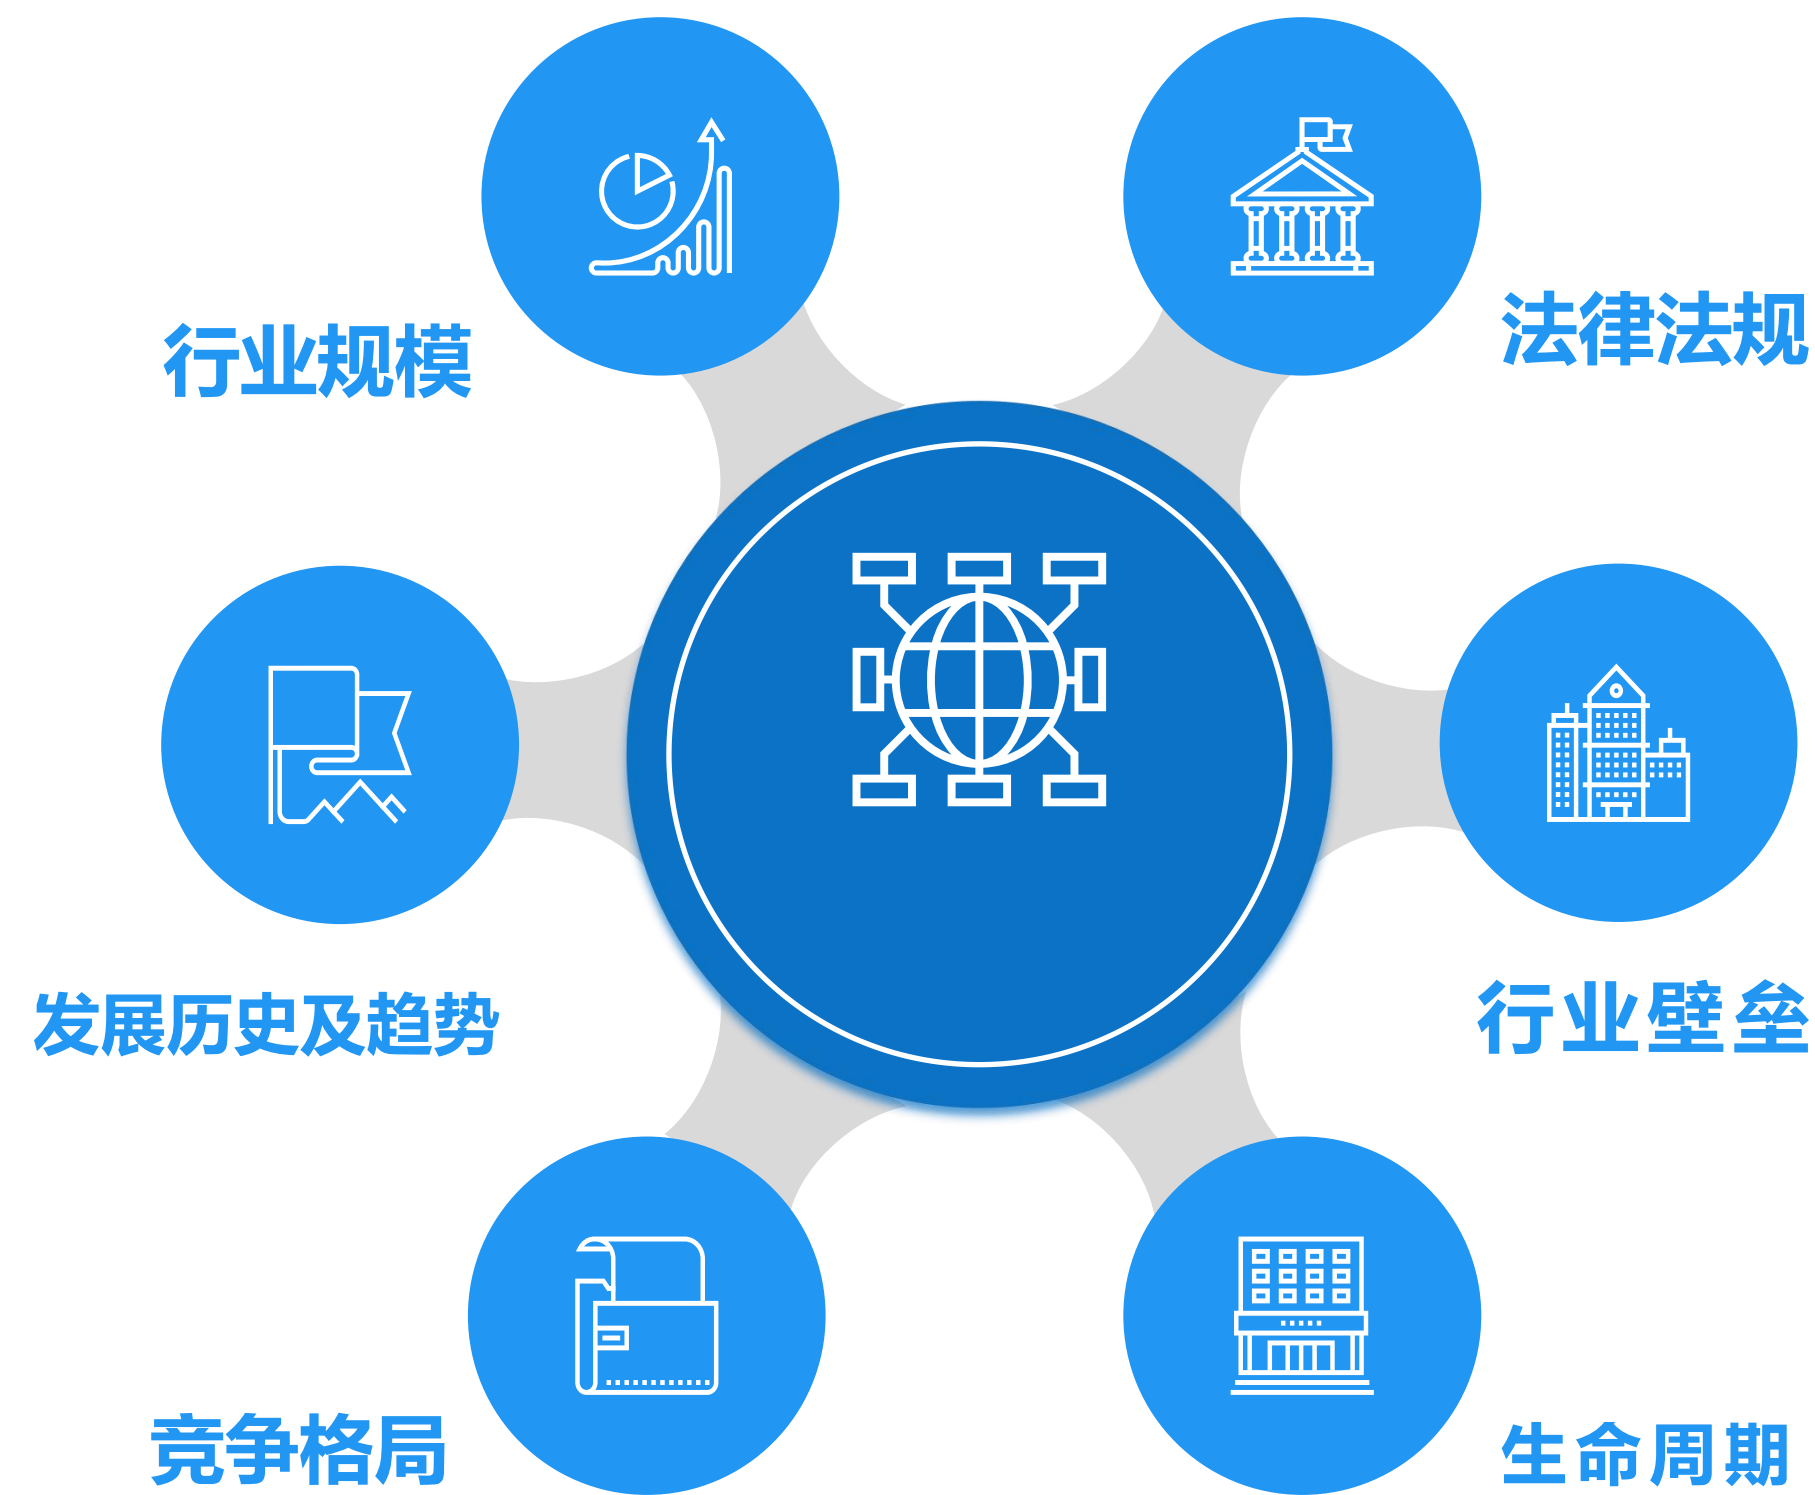 行业规模
法律法规
发展历史及趋势
行业壁垒
竞争格局
生命周期